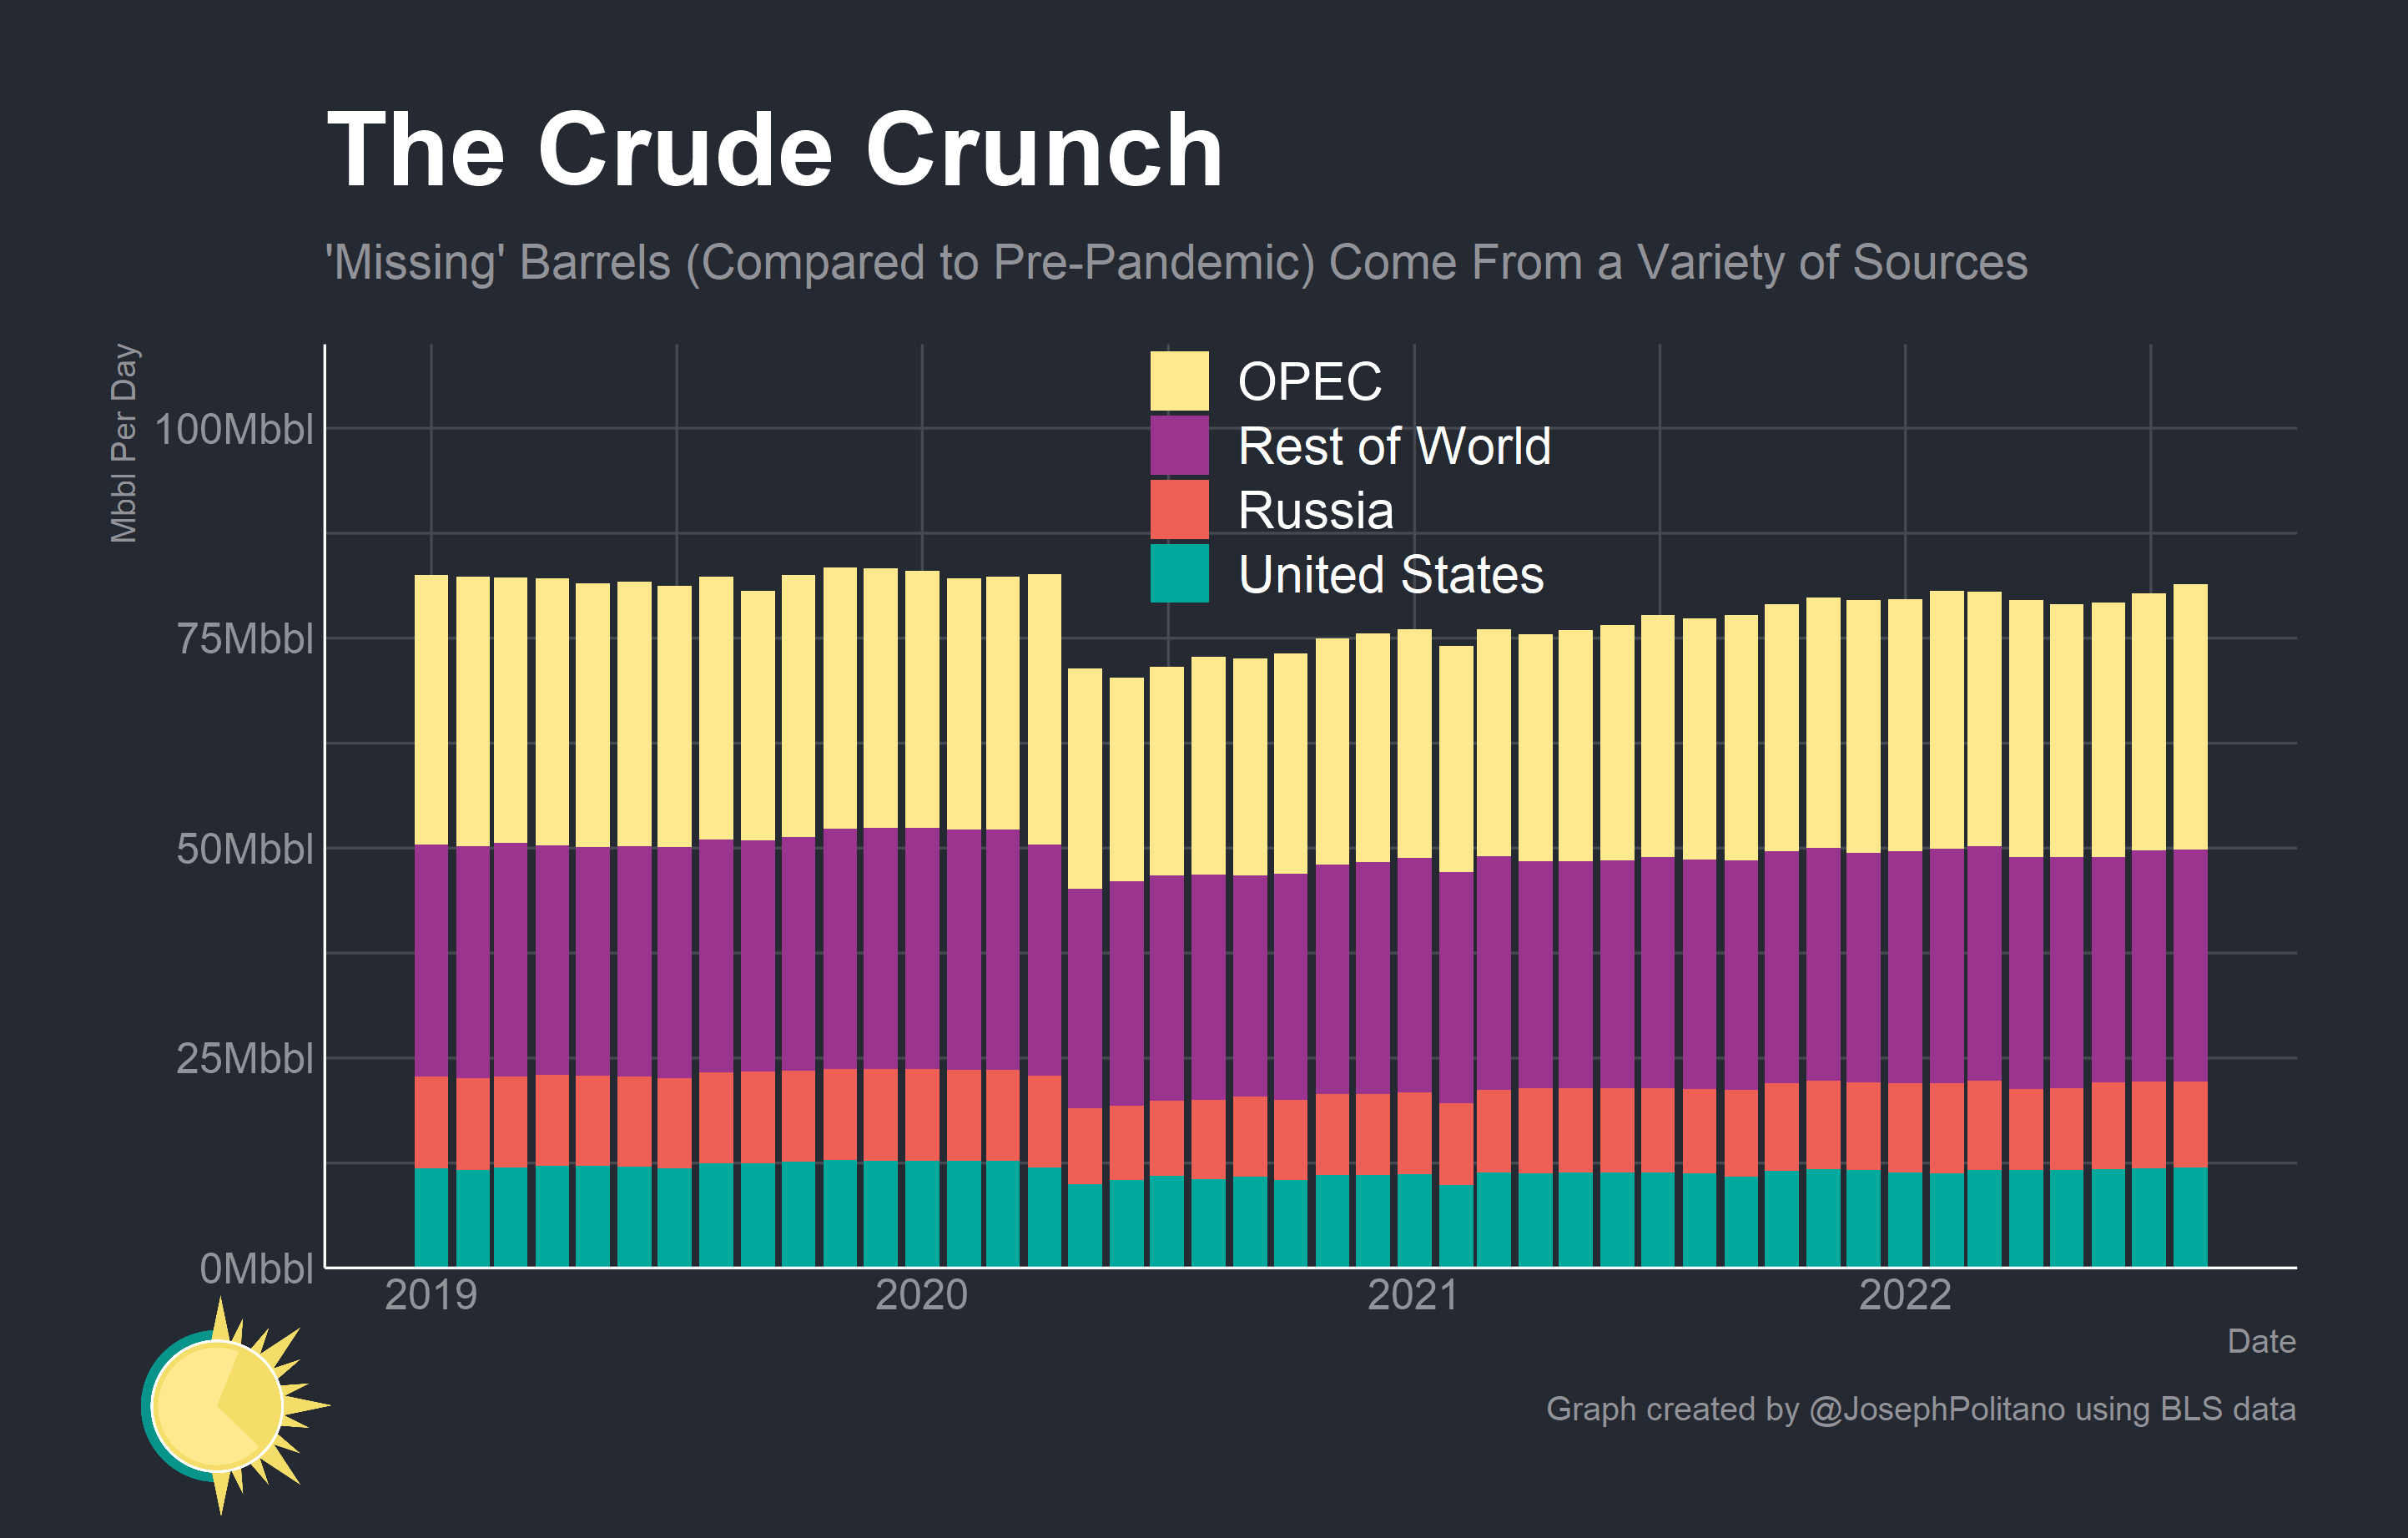 The Crude Crunch
'Missing' Barrels (Compared to Pre-Pandemic) Come From a Variety of Sources
Mbbl Per Day
100Mbbl
75Mbbl
50Mbbl
25Mbbl
0Mbbl
OPEC
Rest of World
Russia
United States
2019
2020
2021
2022
Date
Graph created by @JosephPolitano using BLS data